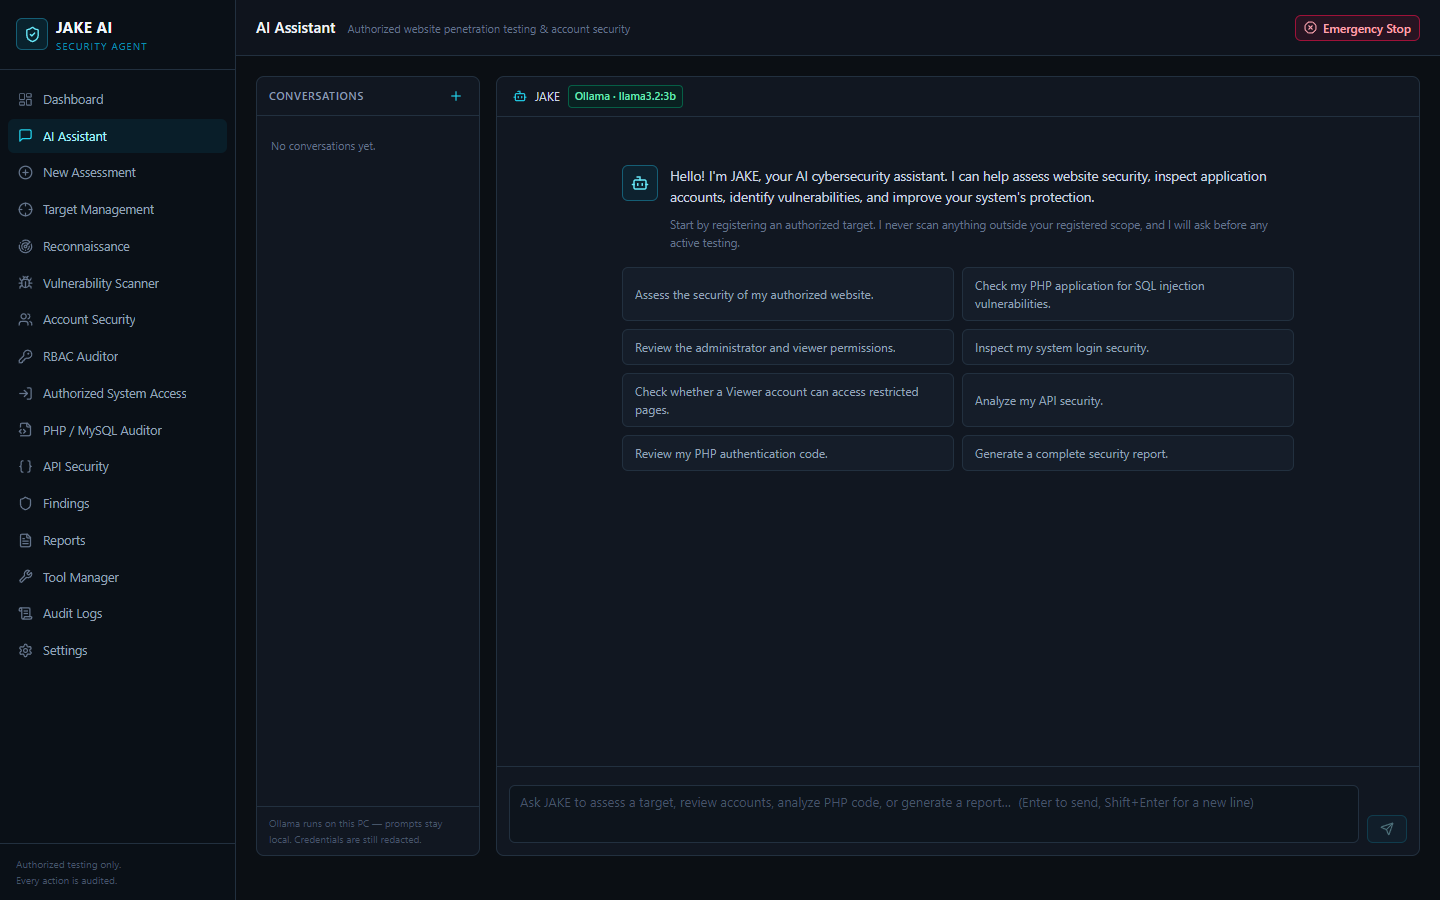 JAKE AI
SECURITY AGENT
Dashboard
AI Assistant
New Assessment
Target Management
Reconnaissance
Vulnerability Scanner
Account Security
RBAC Auditor
Authorized System Access
PHP / MySQL Auditor
API Security
Findings
Reports
Tool Manager
Audit Logs
Settings
Authorized testing only.
Every action is audited.
AI Assistant Authorized website penetration testing & account security
Emergency Stop
CONVERSATIONS
No conversations yet.
Ollama runs on this PC — prompts stay
local. Credentials are still redacted.
JAKE Ollama · llama3.2:3b
Hello! I'm JAKE, your AI cybersecurity assistant. I can help assess website security, inspect application
accounts, identify vulnerabilities, and improve your system's protection.
Start by registering an authorized target. I never scan anything outside your registered scope, and I will ask before any
active testing.
Assess the security of my authorized website.
Check my PHP application for SQL injection
vulnerabilities.
Review the administrator and viewer permissions.
Inspect my system login security.
Check whether a Viewer account can access restricted
pages.
Analyze my API security.
Review my PHP authentication code.
Generate a complete security report.
Ask JAKE to assess a target, review accounts, analyze PHP code, or generate a report... (Enter to send, Shift+Enter for a new line)